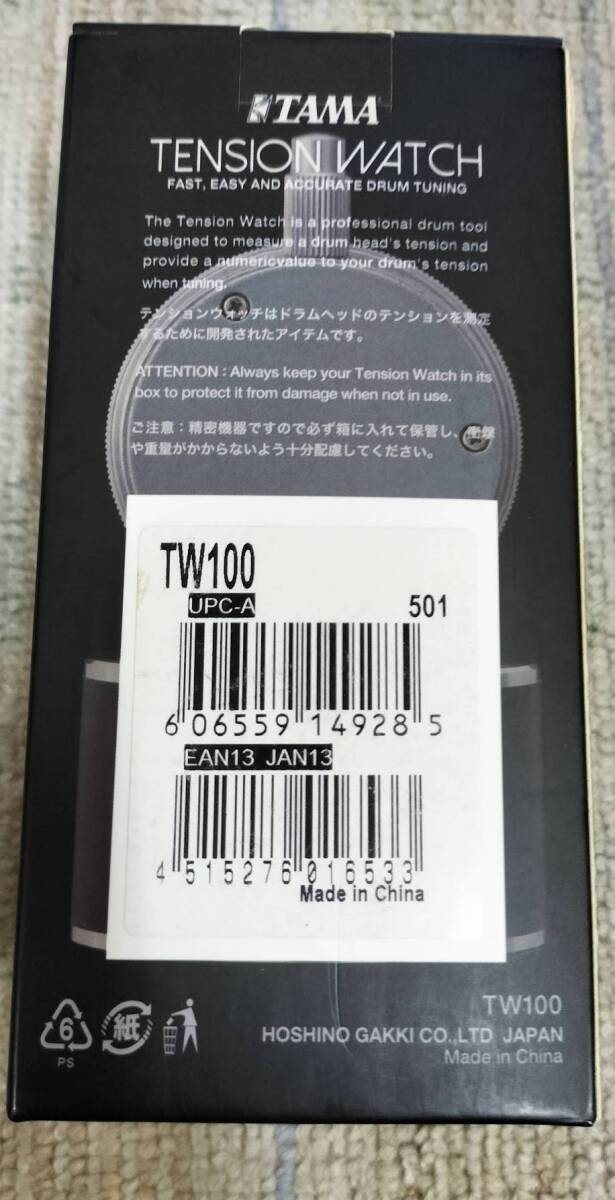 TAMA
TENSION WATCH
FAST, EASY AND ACCURATE DRUM TUNING
The Tension Watch is a professional drum tool
designed to measure a drum head's tension and
provide a numericvalue to your drum's tension
when tuning.
テンションウォッチはドラムヘッドのテンションを測定
するために開発されたアイテムです。
ATTENTION : Always keep your Tension Watch in its
box to protect it from damage when not in use.
ご注意：精密機器ですので必ず箱に入れて保管し、衝撃
や重量がかからないよう十分配慮してください。
TW100
UPC-A 501
6 06559 14928 5
EAN13 JAN13
4 515276 016533
Made in China
TW100
6 紙 HOSHINO GAKKI CO.,LTD JAPAN
PS Made in China